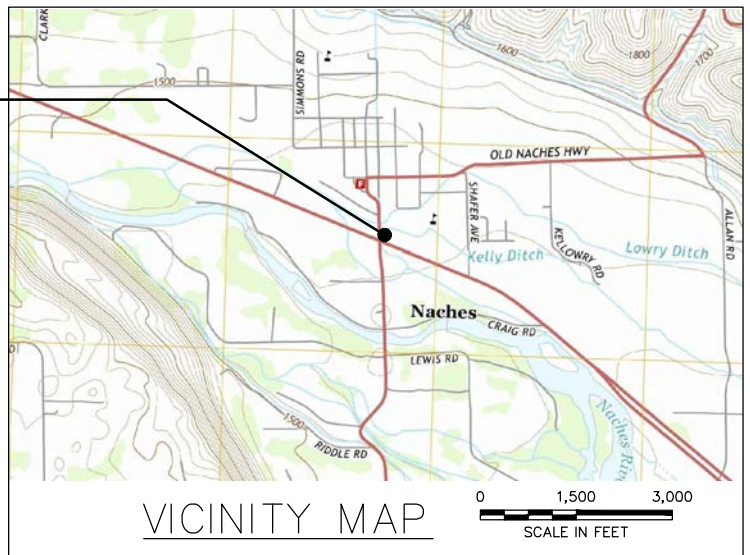 CLARK
1600
1800
1700
1500
SIMMONS RD
OLD NACHES HWY
F
SHAFER AVE
KELLOWRY RD
ALLAN RD
Kelly Ditch
Lowry Ditch
Naches
CRAIG RD
LEWIS RD
1500
RIDDLE RD
Naches Rive
VICINITY MAP
0 1,500 3,000
SCALE IN FEET